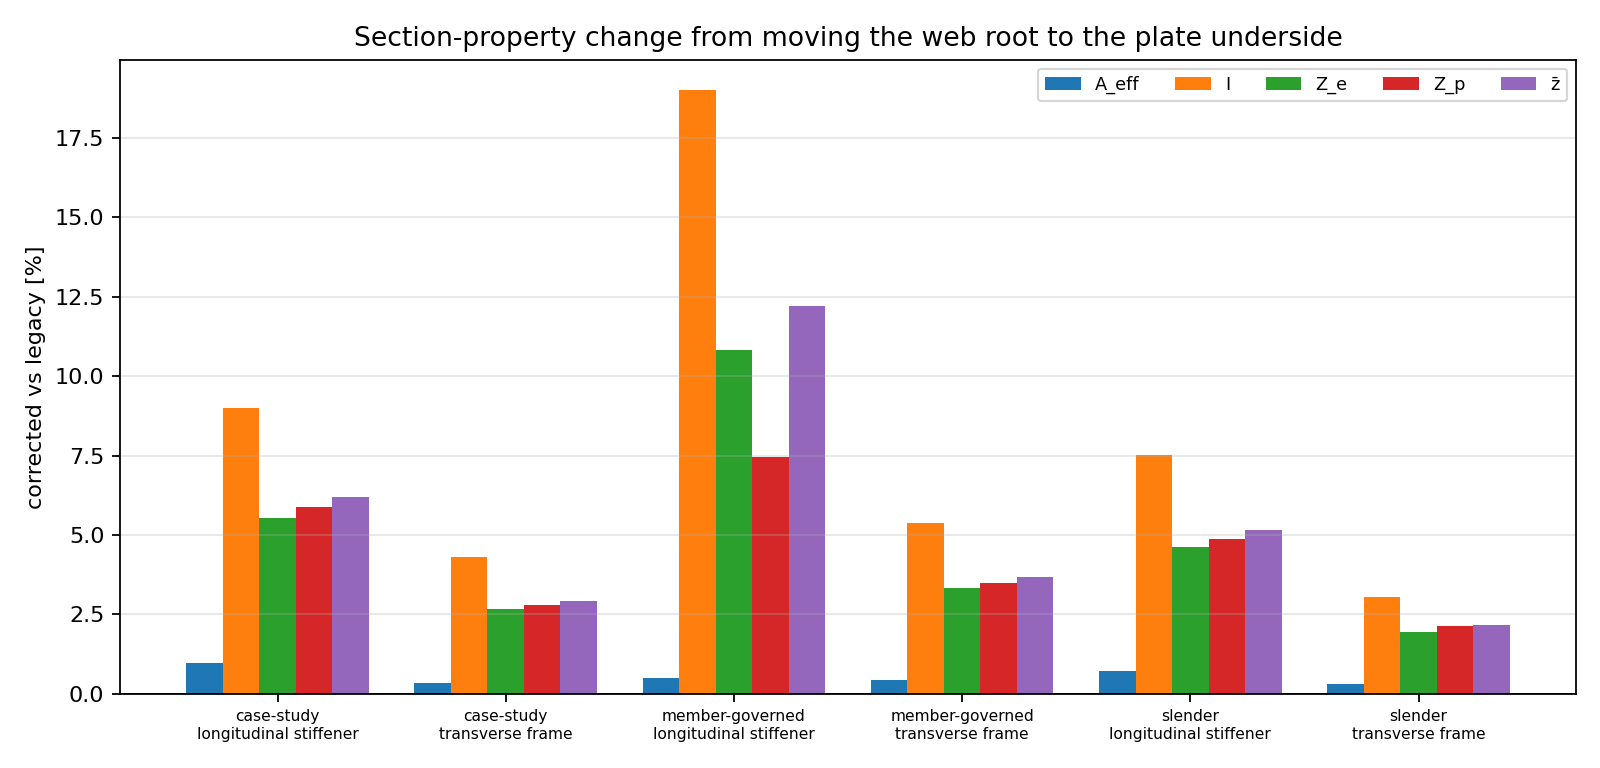 Section-property change from moving the web root to the plate underside
A_eff I Z_e Z_p z̄
corrected vs legacy [%]
17.5
15.0
12.5
10.0
7.5
5.0
2.5
0.0
case-study
longitudinal stiffener
case-study
transverse frame
member-governed
longitudinal stiffener
member-governed
transverse frame
slender
longitudinal stiffener
slender
transverse frame